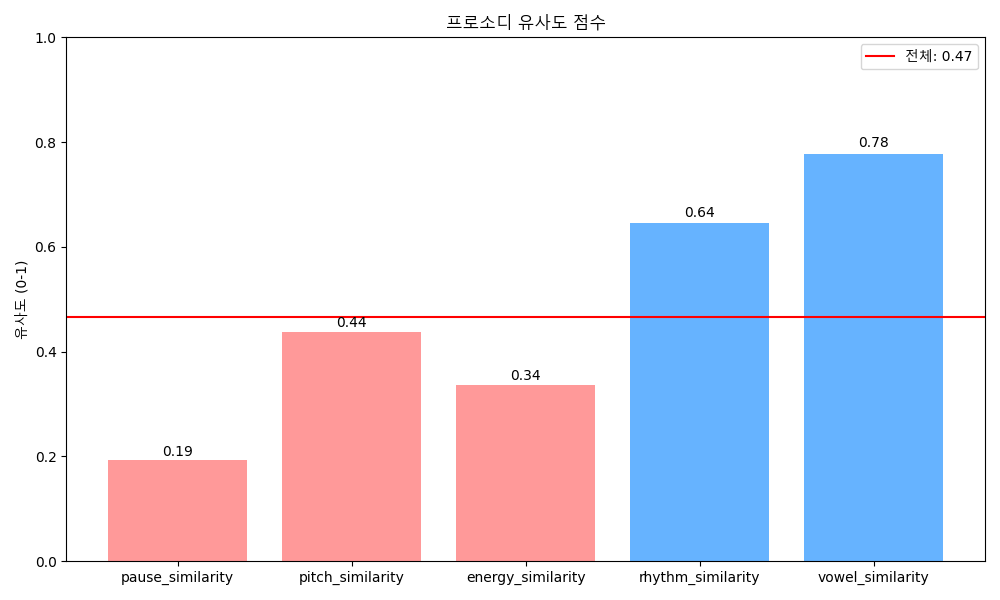 프로소디 유사도 점수
전체: 0.47
유사도 (0-1)
1.0
0.8
0.6
0.4
0.2
0.0
0.19
0.44
0.34
0.64
0.78
pause_similarity
pitch_similarity
energy_similarity
rhythm_similarity
vowel_similarity